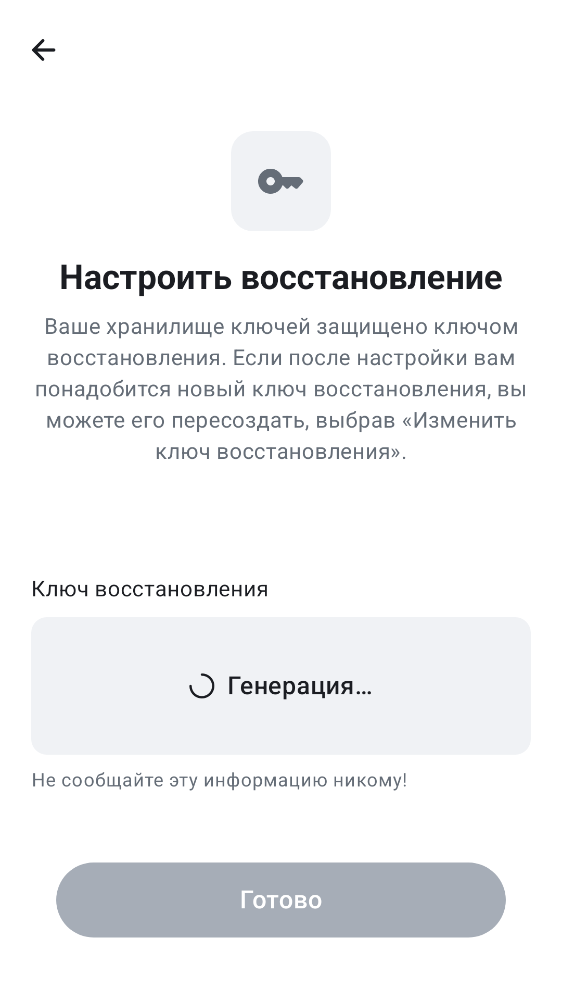 Настроить восстановление
Ваше хранилище ключей защищено ключом
восстановления. Если после настройки вам
понадобится новый ключ восстановления, вы
можете его пересоздать, выбрав «Изменить
ключ восстановления».
Ключ восстановления
Генерация…
Не сообщайте эту информацию никому!
Готово